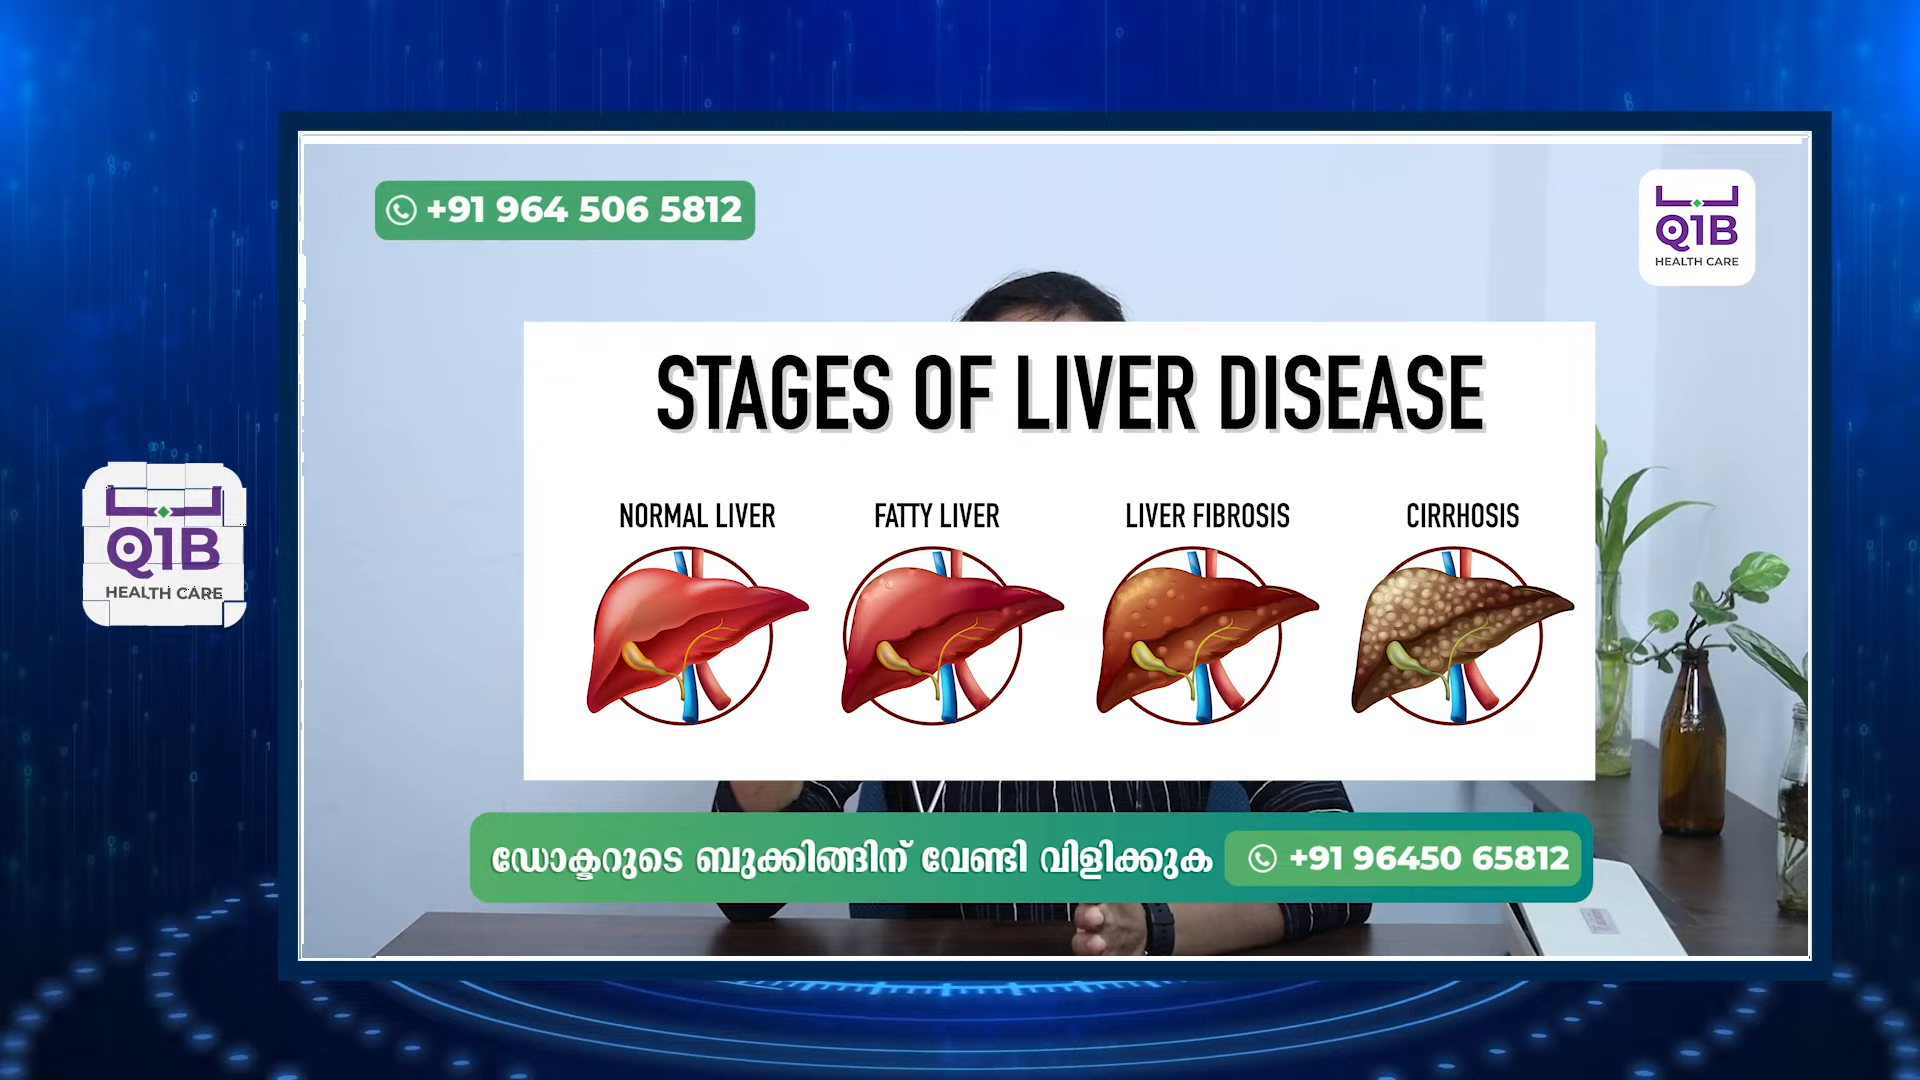 +91 964 506 5812
Q1B
HEALTH CARE
STAGES OF LIVER DISEASE
NORMAL LIVER
FATTY LIVER
LIVER FIBROSIS
CIRRHOSIS
Q1B
HEALTH CARE
ഡോക്ടറുടെ ബുക്കിങ്ങിന് വേണ്ടി വിളിക്കുക +91 96450 65812